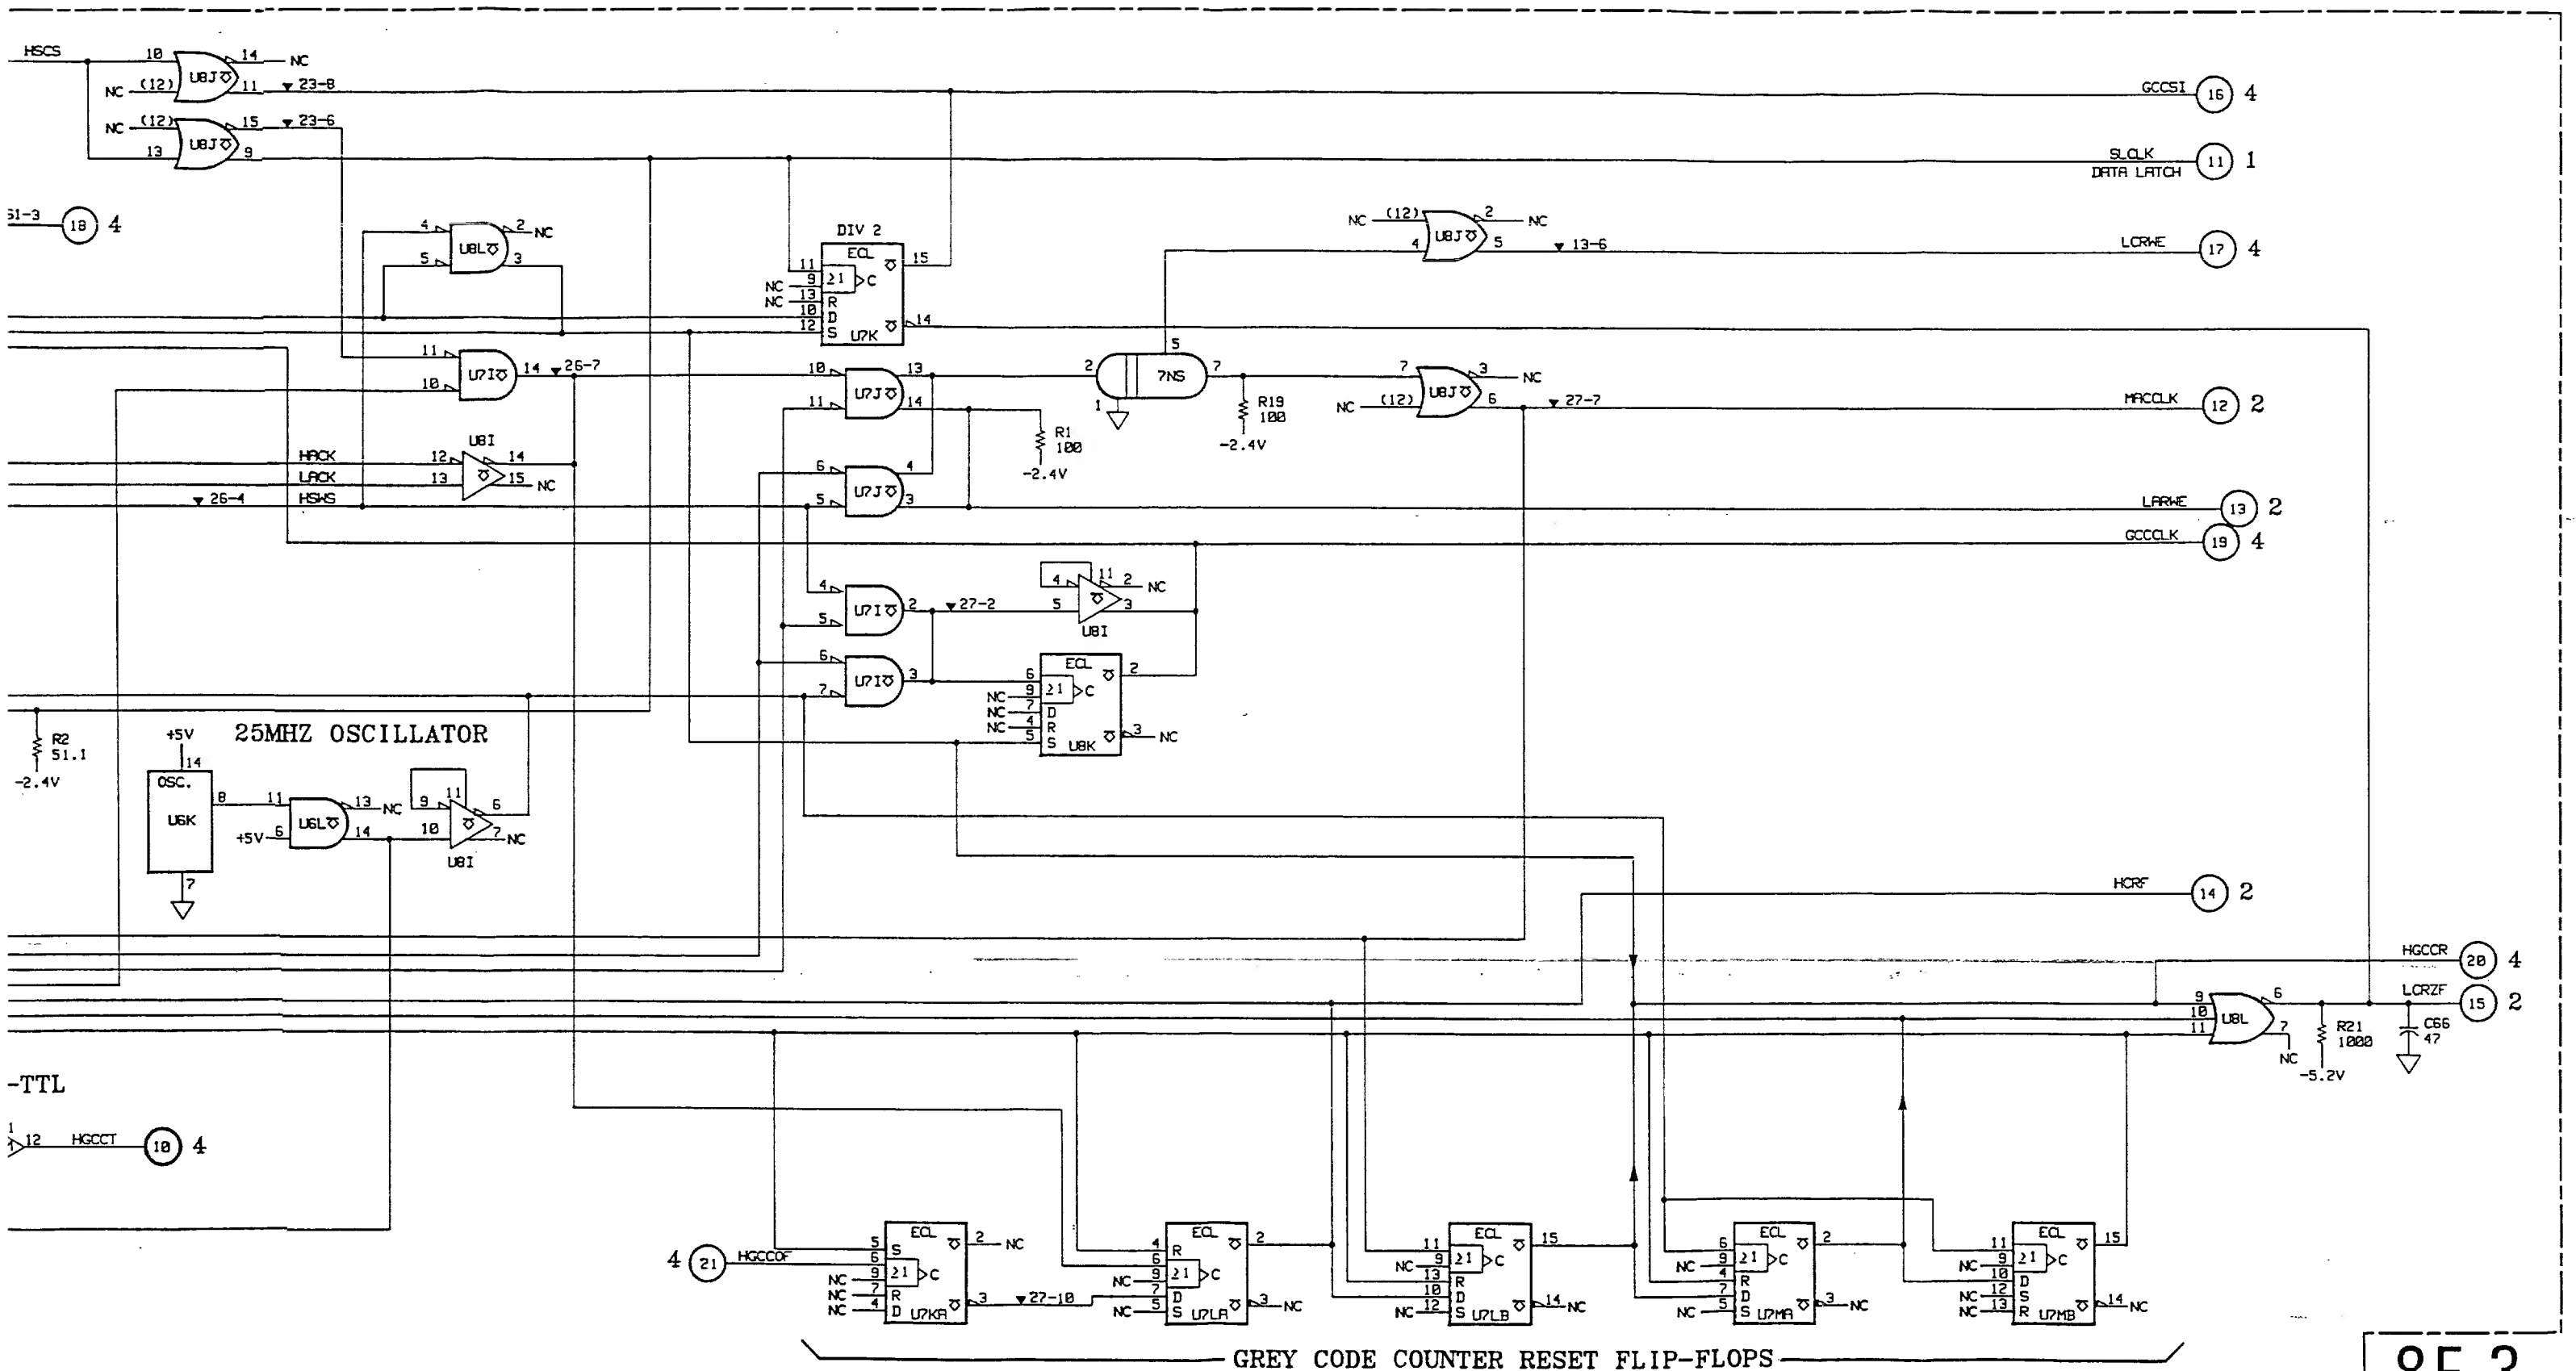 HSCS
10 U8J 14 NC
NC (12) 11 23-8
GCCSI 16 4
NC (12) U8J 15 23-6
13 9
SLCLK 11 1
DATA LATCH
51-3 18 4
4 U8L 2 NC
5 3
DIV 2
ECL
11 15
NC 9 ≥1 C
NC 13 R
10 D
12 S 14
U7K
NC (12) U8J 2 NC
4 5 13-6
LCRWE 17 4
11 U7I 14 26-7
10
10 U7J 13
11 14
R1
100
-2.4V
2 7NS 5 7
1
R19
100
-2.4V
7 U8J 3 NC
NC (12) 6 27-7
MACCLK 12 2
U8I
HACK 12 14
LACK 13 15 NC
26-4 HSWS
6 U7J 4
5 3
LARWE 13 2
GCCCLK 19 4
4 U7I 2 27-2
5
4 11 2 NC
5 3
U8I
6 U7I 3
7
ECL
6 2
NC 9 ≥1 C
NC 7 D
NC 4 R
5 S 3 NC
U8K
R2
51.1
-2.4V
25MHZ OSCILLATOR
+5V
14
OSC.
U6K
8
7
11 U6L 13 NC
+5V 6 14
9 11 6
10 7 NC
U8I
HCRF 14 2
HGCCR 20 4
LCRZF 15 2
9 6
10 U8L
11 7
NC
R21
1000
-5.2V
C66
47
-TTL
1
12 HGCCT 10 4
4 21 HGCCOF
ECL
5 S 2 NC
6
NC 9 ≥1 C
NC 7 R
NC 4 D 3 27-10
U7KA
ECL
4 R 2
6
NC 9 ≥1 C
7 D
NC 5 S 3 NC
U7LA
ECL
11 15
NC 9 ≥1 C
13 R
10 D
NC 12 S 14 NC
U7LB
ECL
6 2
NC 9 ≥1 C
4 R
7 D
NC 5 S 3 NC
U7MA
ECL
11 15
NC 9 ≥1 C
10 D
NC 12 S
NC 13 R 14 NC
U7MB
GREY CODE COUNTER RESET FLIP-FLOPS